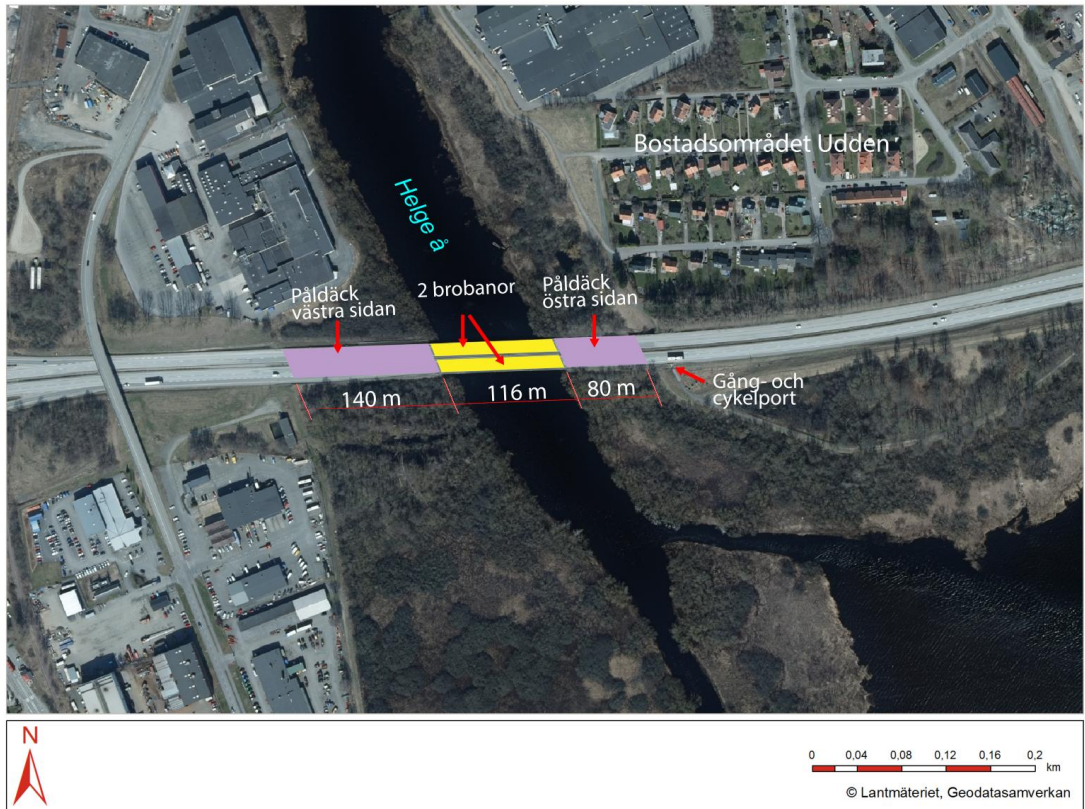 Bostadsområdet Udden
Helge å
2 brobanor
Påldäck
västra sidan
Påldäck
östra sidan
Gång- och
cykelport
140 m
116 m
80 m
N
0 0,04 0,08 0,12 0,16 0,2
km
© Lantmäteriet, Geodatasamverkan